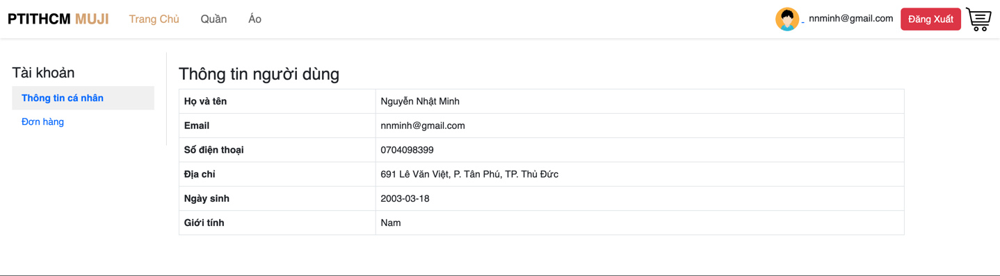 PTITHCM MUJI Trang Chủ Quần Áo nnminh@gmail.com Đăng Xuất
Tài khoản
Thông tin cá nhân
Đơn hàng
Thông tin người dùng
Họ và tên Nguyễn Nhật Minh
Email nnminh@gmail.com
Số điện thoại 0704098399
Địa chỉ 691 Lê Văn Việt, P. Tân Phú, TP. Thủ Đức
Ngày sinh 2003-03-18
Giới tính Nam